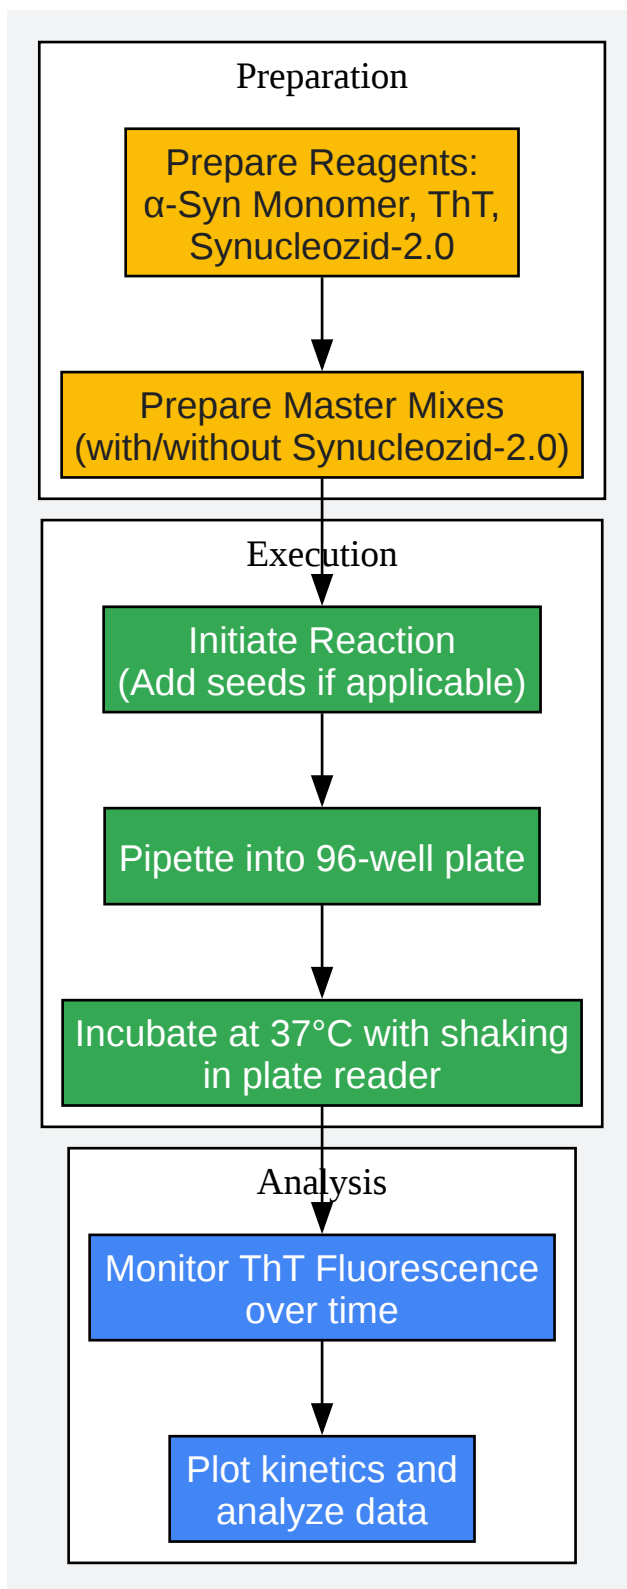 Preparation
Prepare Reagents:
α-Syn Monomer, ThT,
Synucleozid-2.0
Prepare Master Mixes
(with/without Synucleozid-2.0)
Execution
Initiate Reaction
(Add seeds if applicable)
Pipette into 96-well plate
Incubate at 37°C with shaking
in plate reader
Analysis
Monitor ThT Fluorescence
over time
Plot kinetics and
analyze data